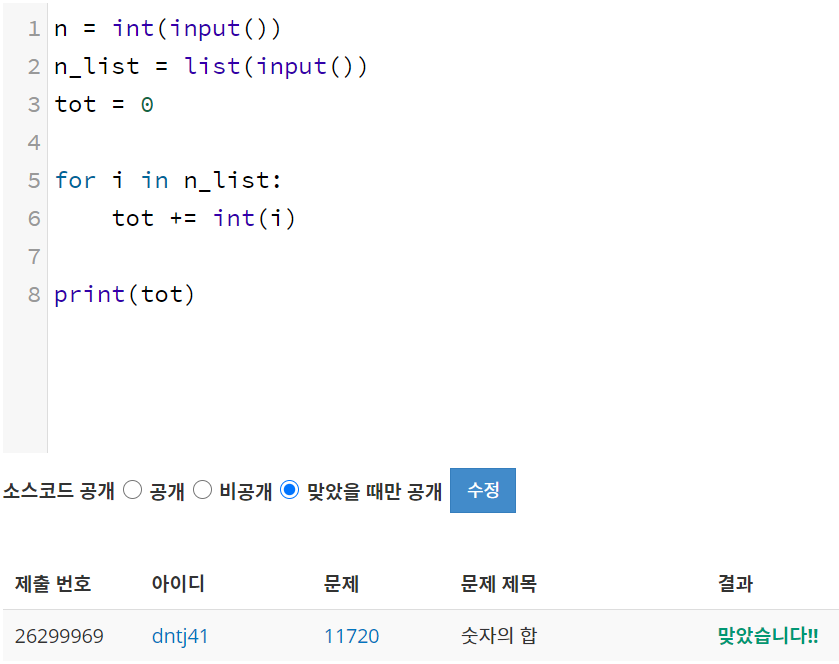 1 n = int(input())
2 n_list = list(input())
3 tot = 0
4
5 for i in n_list:
6     tot += int(i)
7
8 print(tot)
소스코드 공개 공개 비공개 맞았을 때만 공개 수정
제출 번호 아이디 문제 문제 제목 결과
26299969 dntj41 11720 숫자의 합 맞았습니다!!